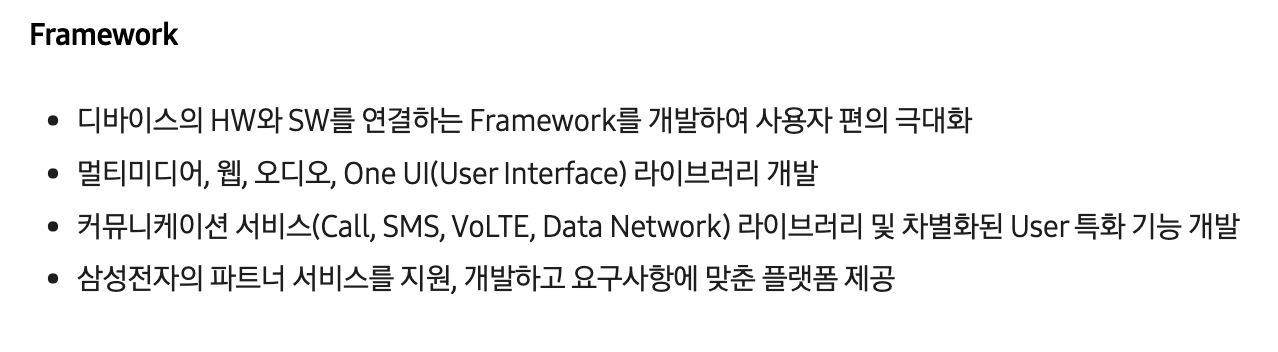 Framework
• 디바이스의 HW와 SW를 연결하는 Framework를 개발하여 사용자 편의 극대화
• 멀티미디어, 웹, 오디오, One UI(User Interface) 라이브러리 개발
• 커뮤니케이션 서비스(Call, SMS, VoLTE, Data Network) 라이브러리 및 차별화된 User 특화 기능 개발
• 삼성전자의 파트너 서비스를 지원, 개발하고 요구사항에 맞춘 플랫폼 제공